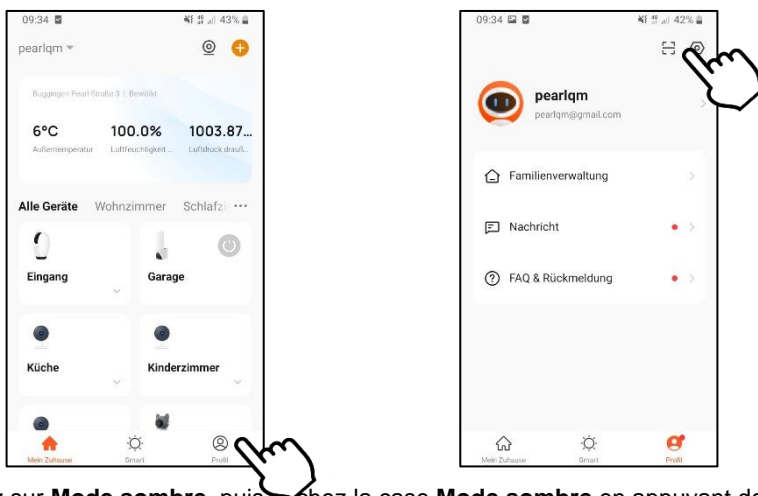 09:34 43%
pearlqm
Buggingen Pearl-Straße 3 | Bewölkt
6°C 100.0% 1003.87...
Außentemperatur Luftfeuchtigkeit ... Luftdruck drauß...
Alle Geräte Wohnzimmer Schlafzi ...
Eingang Garage
Küche Kinderzimmer
Mein Zuhause Smart Profil
09:34 42%
pearlqm
pearlqm@gmail.com
Familienverwaltung
Nachricht
FAQ & Rückmeldung
Mein Zuhause Smart Profil
sur Mode sombre, puis la case Mode sombre en appuyant